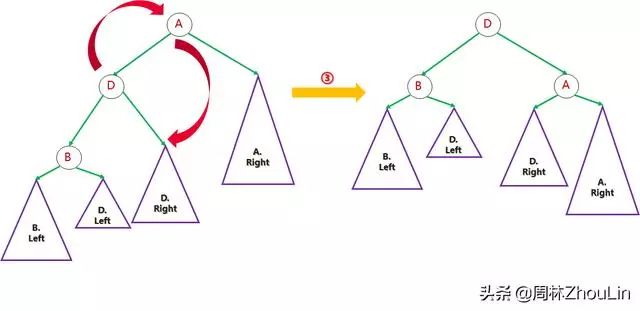 A
D
B
B.
Left
D.
Left
D.
Right
A.
Right
③
D
B
A
B.
Left
D.
Left
D.
Right
A.
Right
头条 @周林ZhouLin